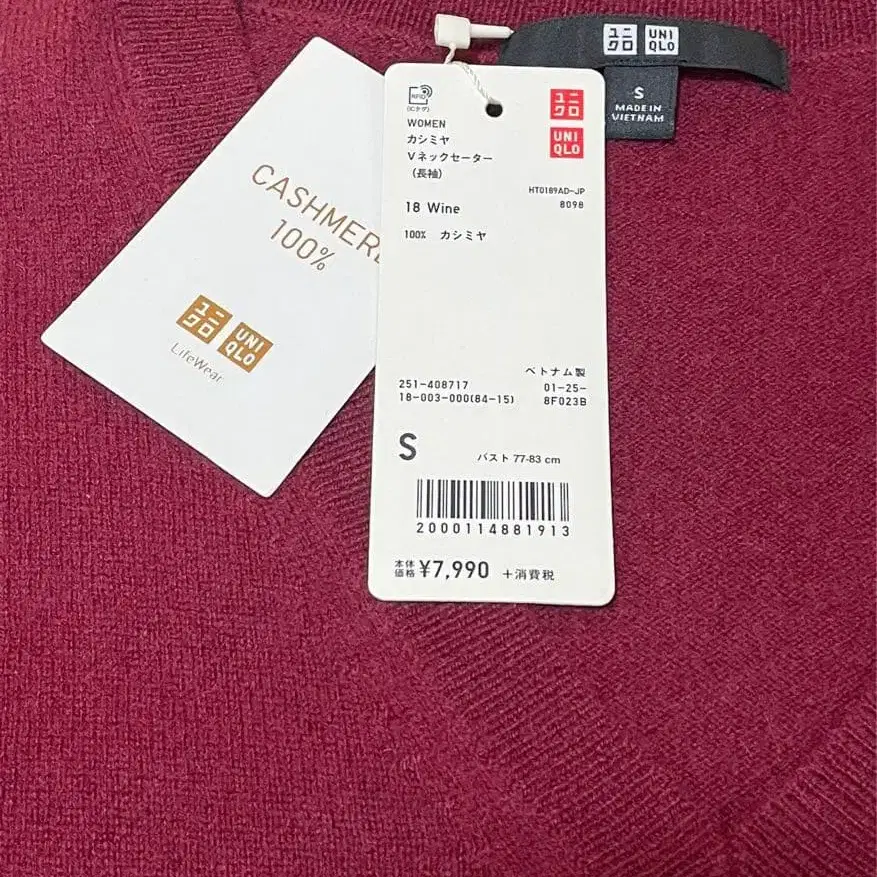 ユニ
クロ
UNI
QLO
S
MADE IN
VIETNAM
CASHMERE
100%
ユニ
クロ
UNI
QLO
LifeWear
RFID
(ICタグ)
ユニ
クロ
UNI
QLO
WOMEN
カシミヤ
Vネックセーター
(長袖)
HT0189AD-JP
8098
18 Wine
100% カシミヤ
ベトナム製
251-408717 01-25-
18-003-000(84-15) 8F023B
S バスト 77-83 cm
2000114881913
本体
価格 ¥7,990 +消費税